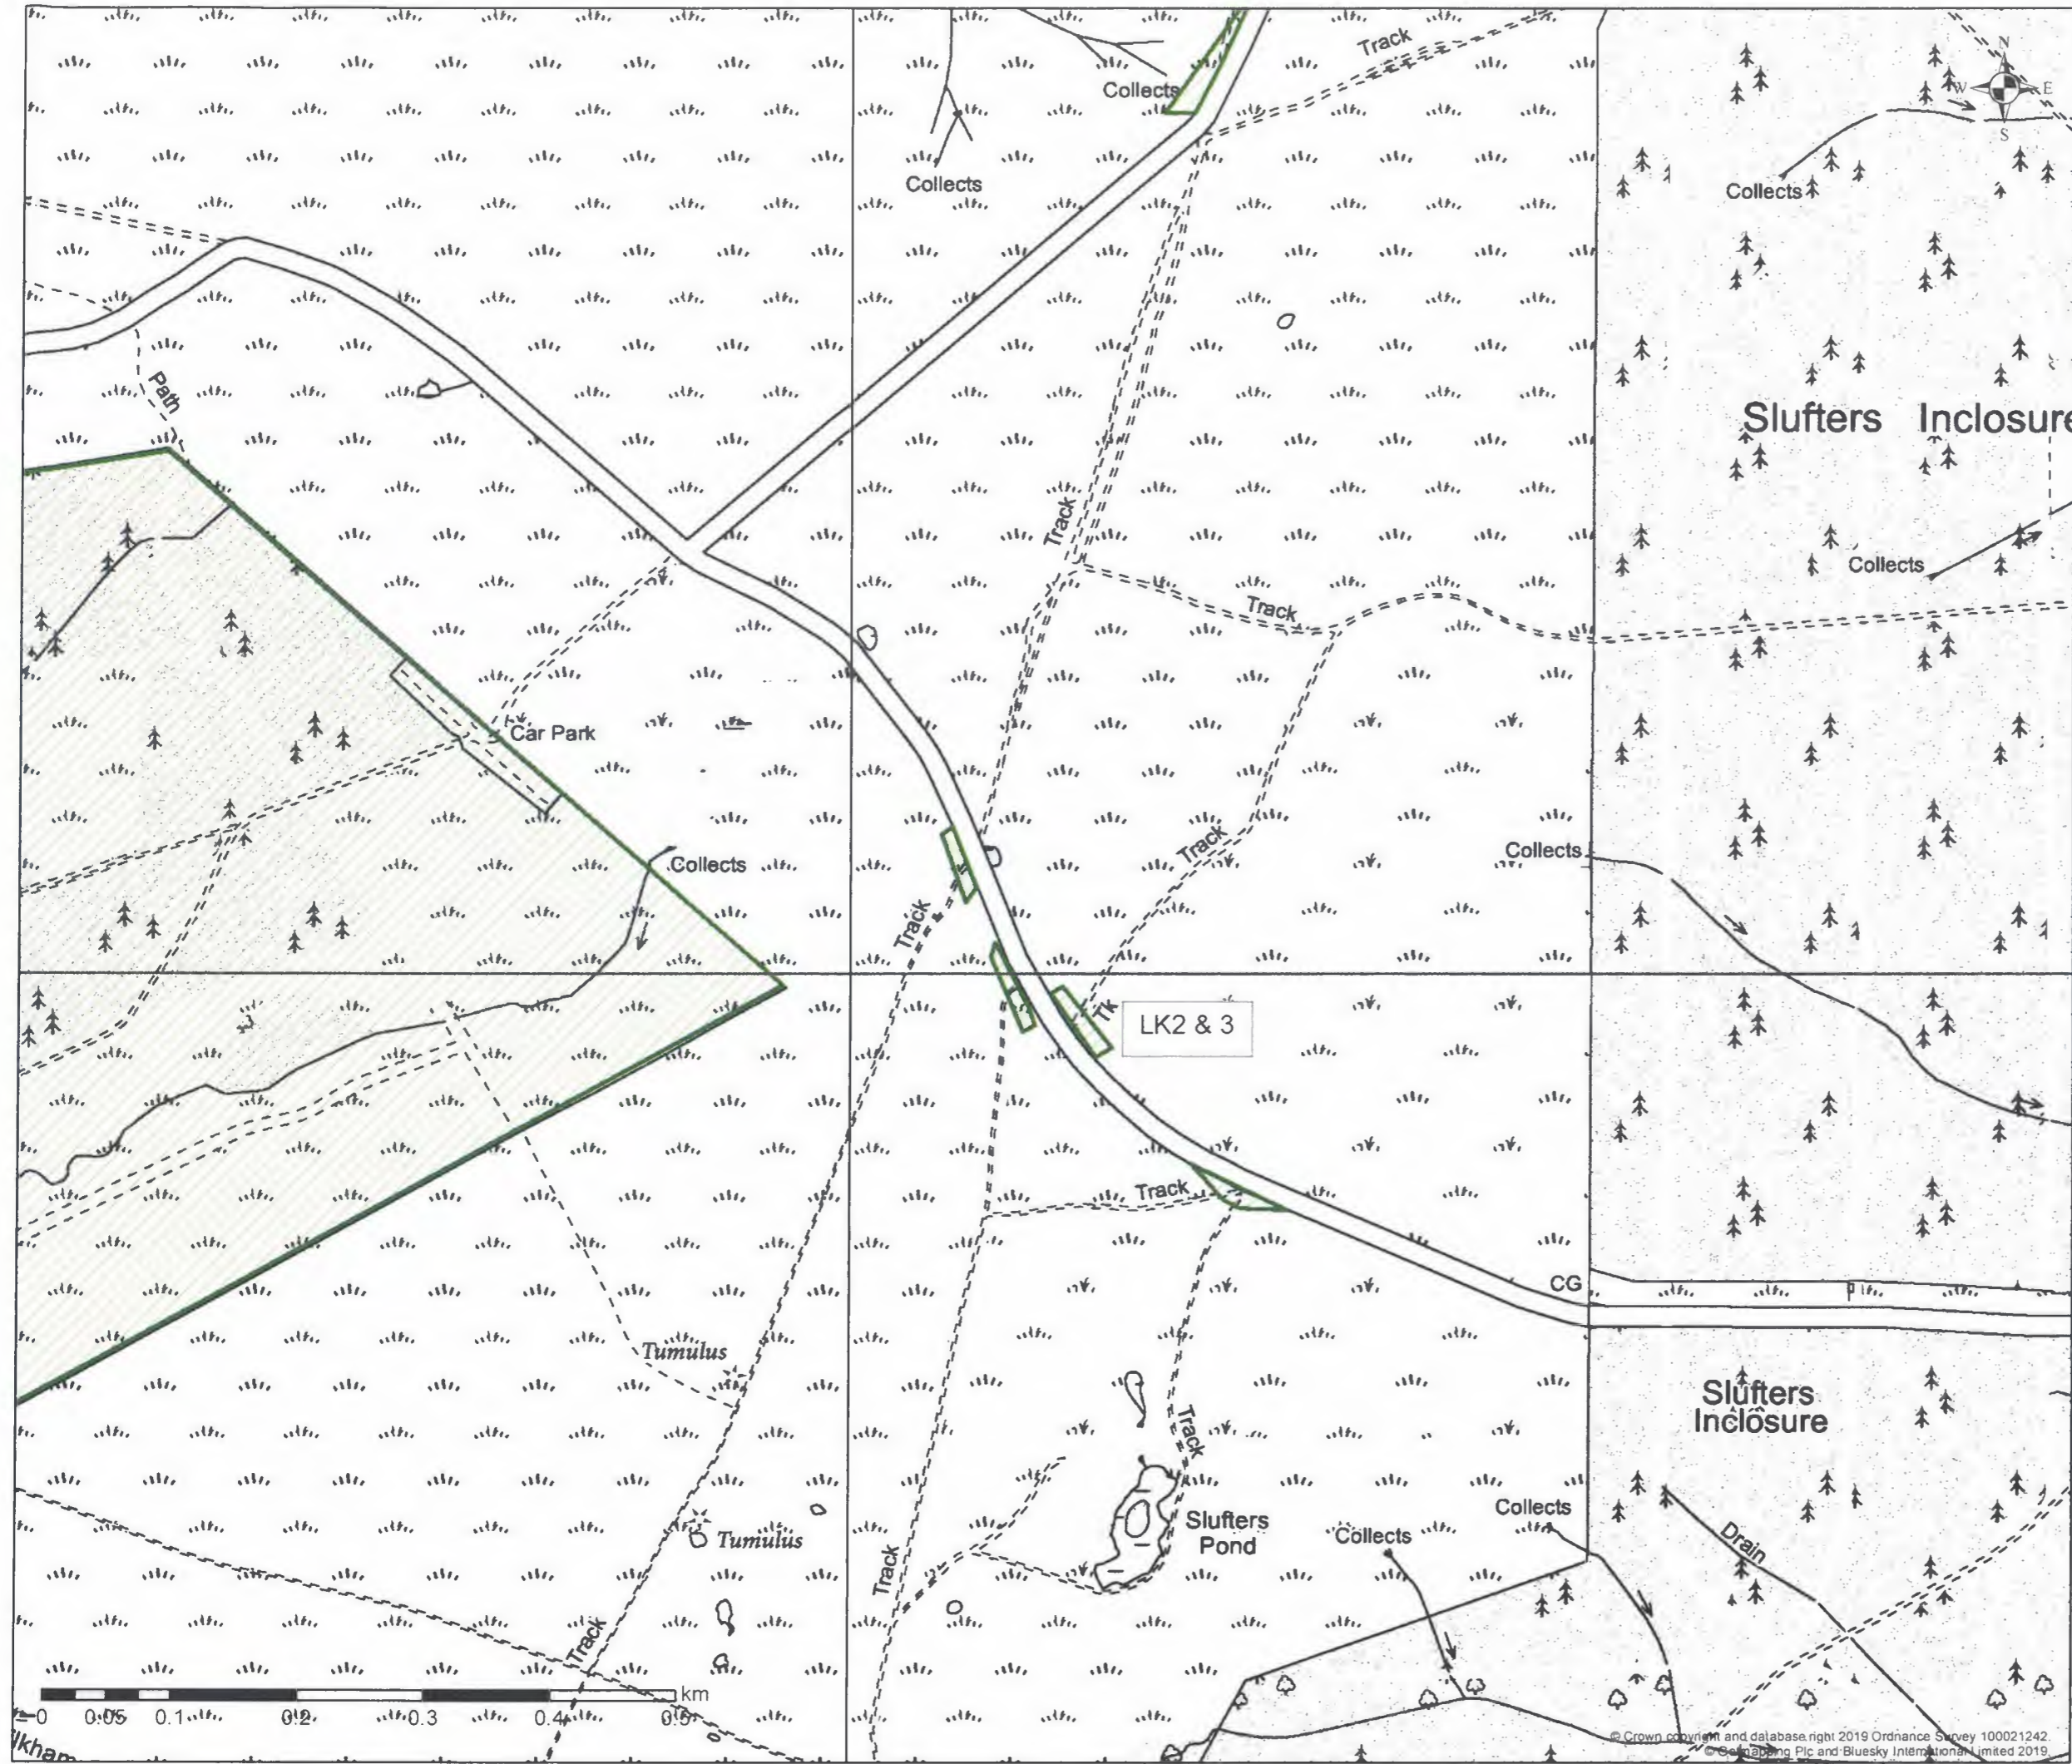 Track
N
W E
S
Collects
Collects
Collects
Path
Slufters Inclosure
Track
Collects
Track
Car Park
Track
Collects
Collects
Track
Tk
LK2 & 3
Track
CG
Tumulus
Slufters
Inclosure
Track
Collects
Slufters
Pond
Collects
Drain
Tumulus
Track
Track
km
0 0.05 0.1 0.2 0.3 0.4 0.5
lkham
© Crown copyright and database right 2019 Ordnance Survey 100021242.
© Getmapping Plc and Bluesky International Limited 2019.